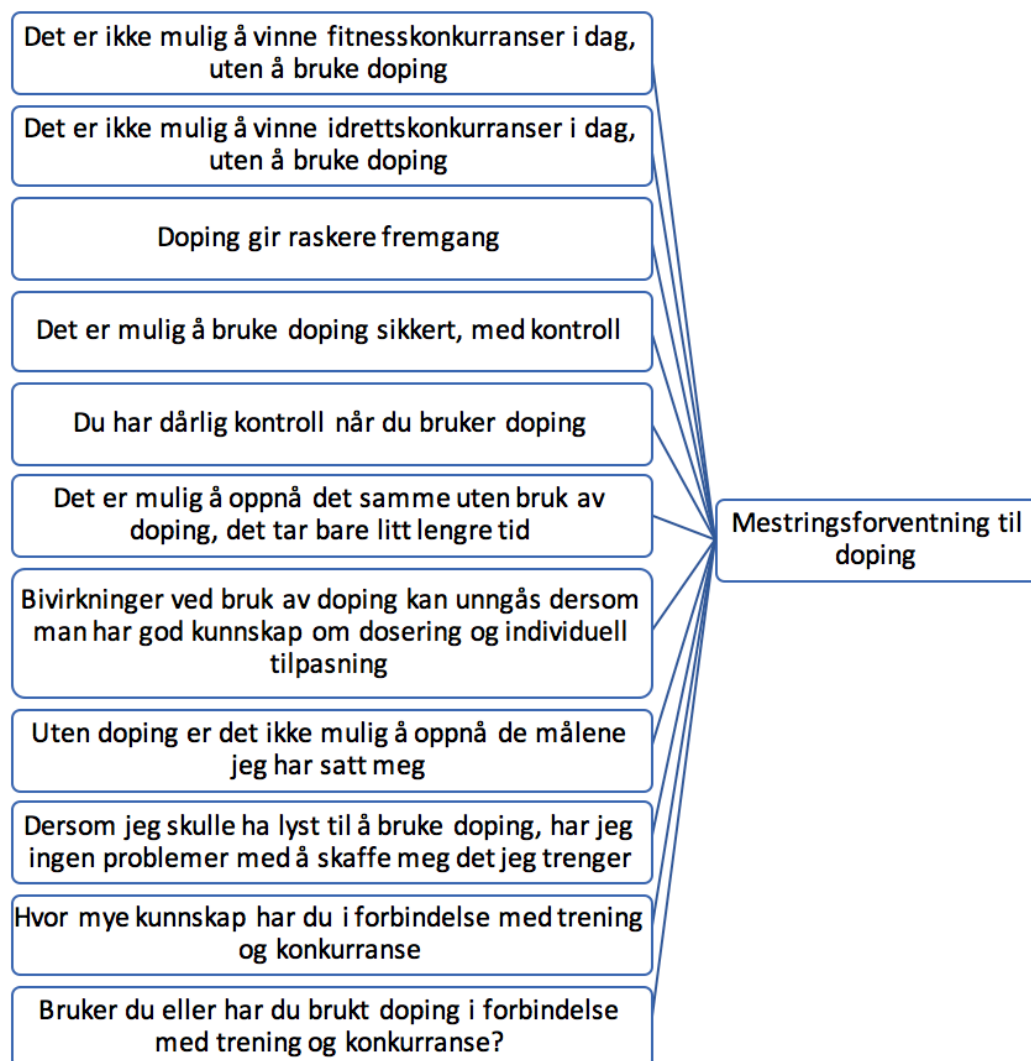 Det er ikke mulig å vinne fitnesskonkurranser i dag,
uten å bruke doping
Det er ikke mulig å vinne idrettskonkurranser i dag,
uten å bruke doping
Doping gir raskere fremgang
Det er mulig å bruke doping sikkert, med kontroll
Du har dårlig kontroll når du bruker doping
Det er mulig å oppnå det samme uten bruk av
doping, det tar bare litt lengre tid
Bivirkninger ved bruk av doping kan unngås dersom
man har god kunnskap om dosering og individuell
tilpasning
Uten doping er det ikke mulig å oppnå de målene
jeg har satt meg
Dersom jeg skulle ha lyst til å bruke doping, har jeg
ingen problemer med å skaffe meg det jeg trenger
Hvor mye kunnskap har du i forbindelse med trening
og konkurranse
Bruker du eller har du brukt doping i forbindelse
med trening og konkurranse?
Mestringsforventning til
doping